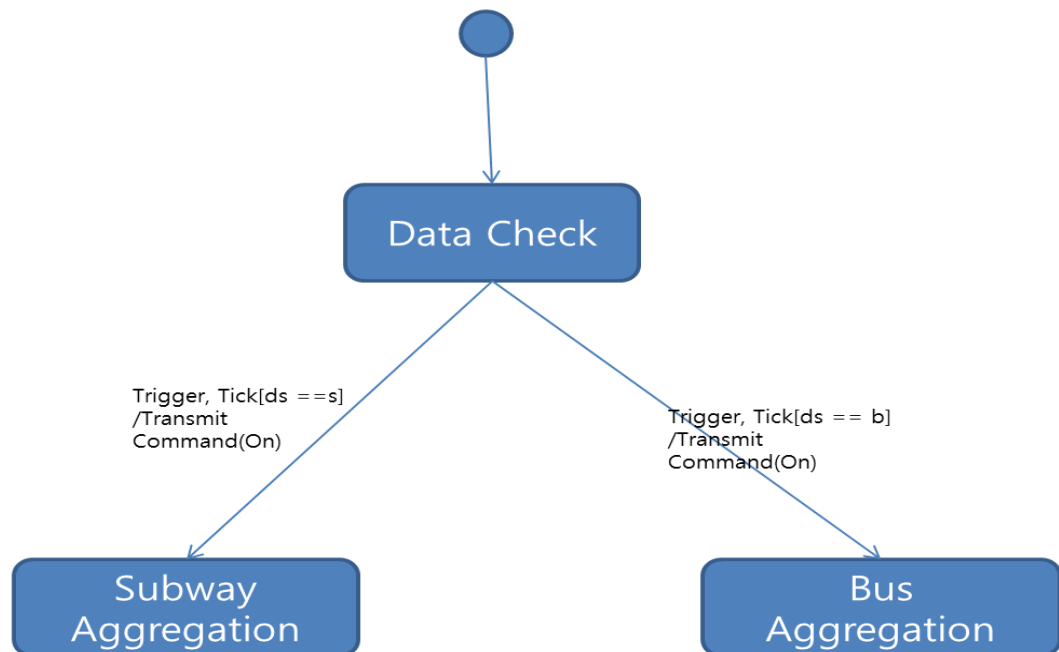 Data Check
Trigger, Tick[ds ==s]
/Transmit
Command(On)
Trigger, Tick[ds == b]
/Transmit
Command(On)
Subway
Aggregation
Bus
Aggregation